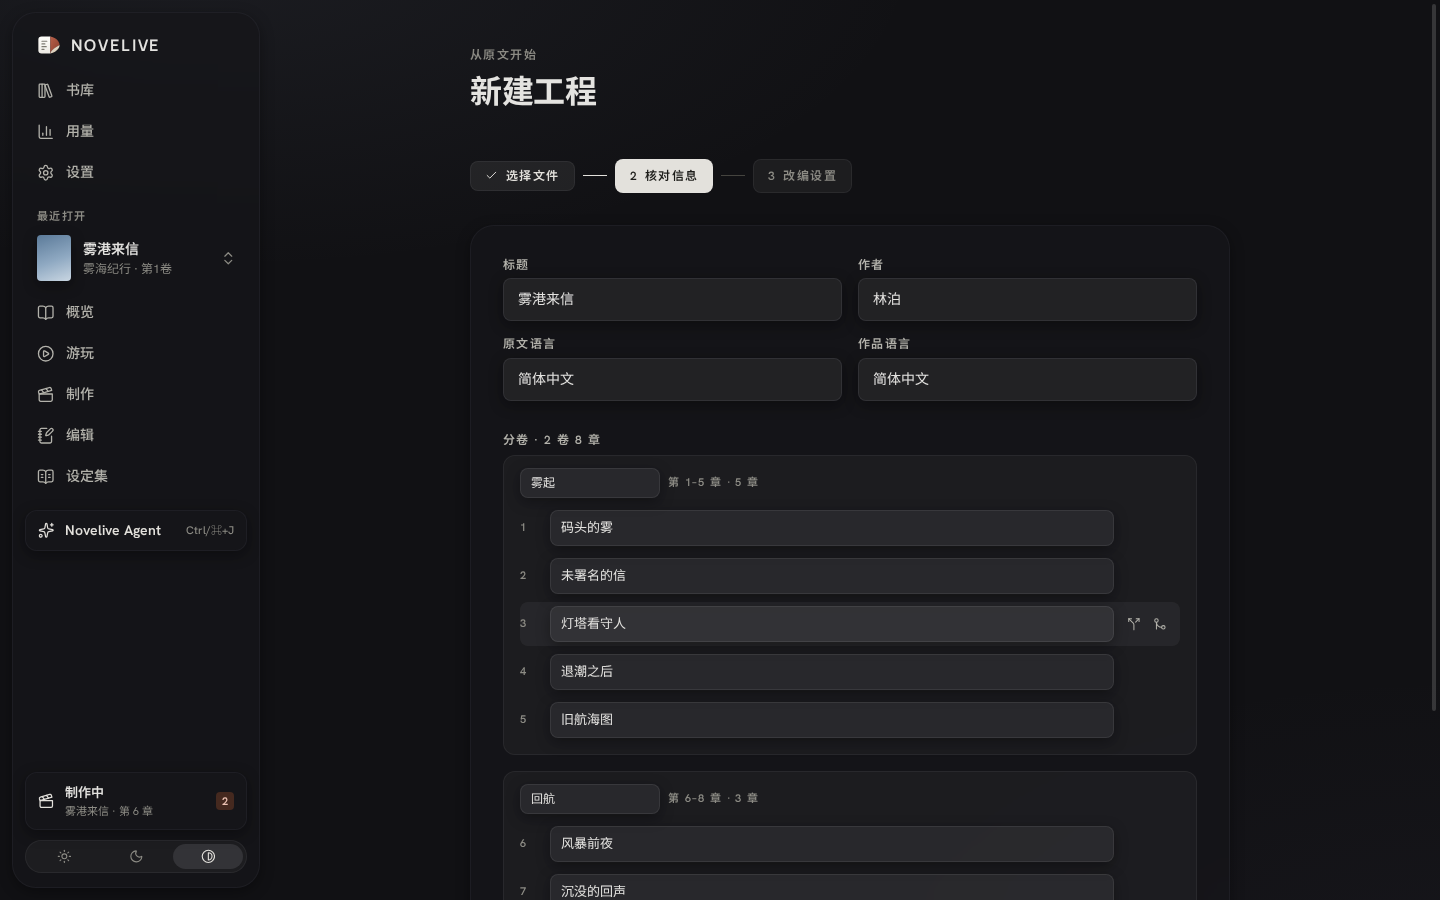 NOVELIVE
书库
用量
设置
最近打开
雾港来信
雾海纪行 · 第1卷
概览
游玩
制作
编辑
设定集
Novelive Agent Ctrl/⌘+J
制作中
雾港来信 · 第 6 章
2
从原文开始
新建工程
选择文件
2 核对信息
3 改编设置
标题
雾港来信
作者
林泊
原文语言
简体中文
作品语言
简体中文
分卷 · 2 卷 8 章
雾起 第 1-5 章 · 5 章
1 码头的雾
2 未署名的信
3 灯塔看守人
4 退潮之后
5 旧航海图
回航 第 6-8 章 · 3 章
6 风暴前夜
7 沉没的回声